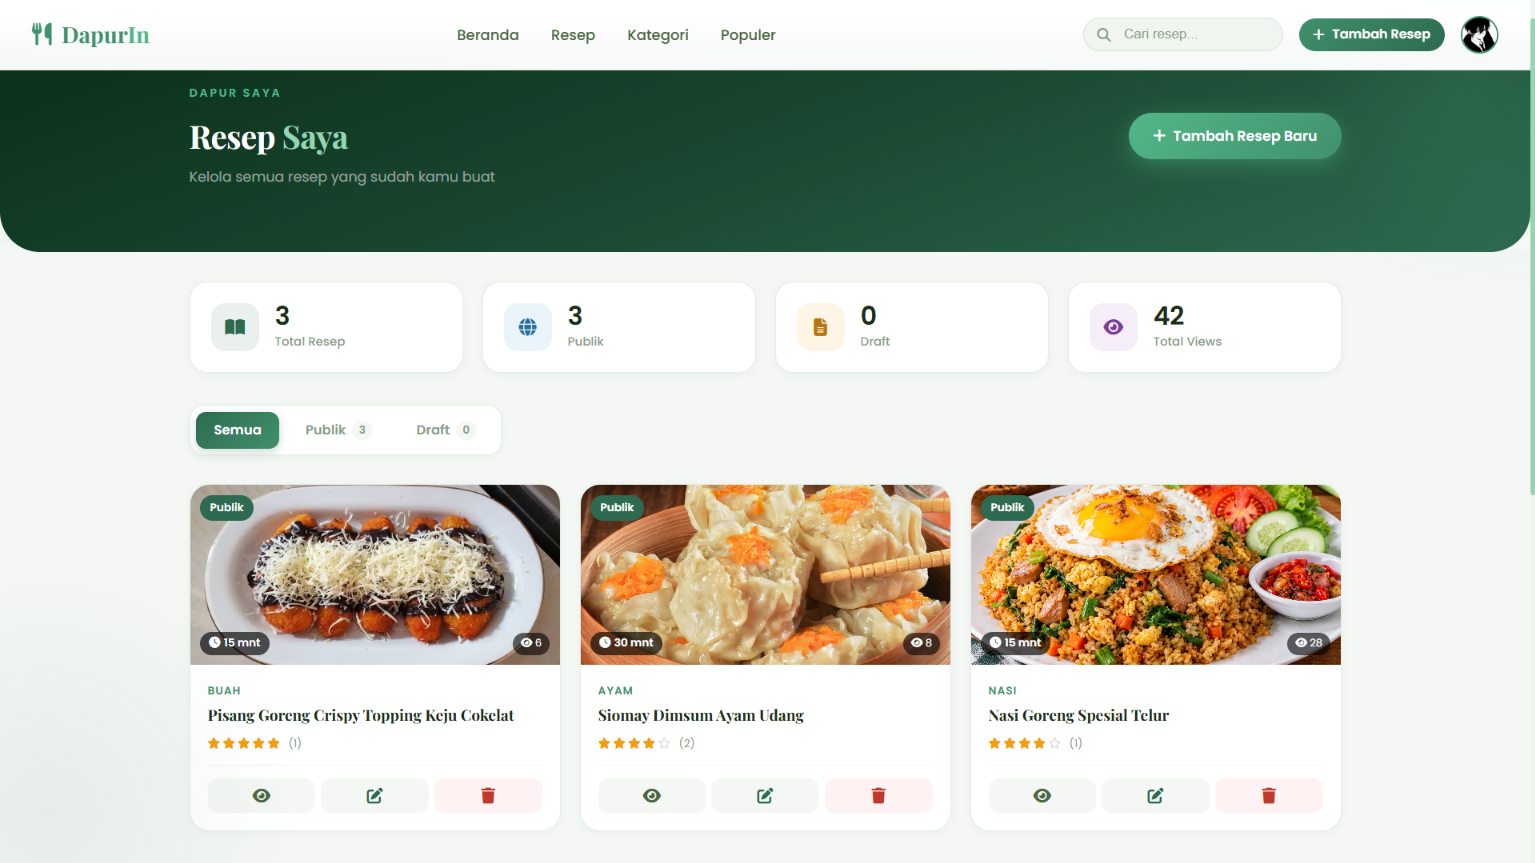 DapurIn
Beranda
Resep
Kategori
Populer
Cari resep...
Tambah Resep
DAPUR SAYA
Resep Saya
Kelola semua resep yang sudah kamu buat
Tambah Resep Baru
3
Total Resep
3
Publik
0
Draft
42
Total Views
Semua
Publik 3
Draft 0
Publik
15 mnt
6
BUAH
Pisang Goreng Crispy Topping Keju Cokelat
(1)
Publik
30 mnt
8
AYAM
Siomay Dimsum Ayam Udang
(2)
Publik
15 mnt
28
NASI
Nasi Goreng Spesial Telur
(1)